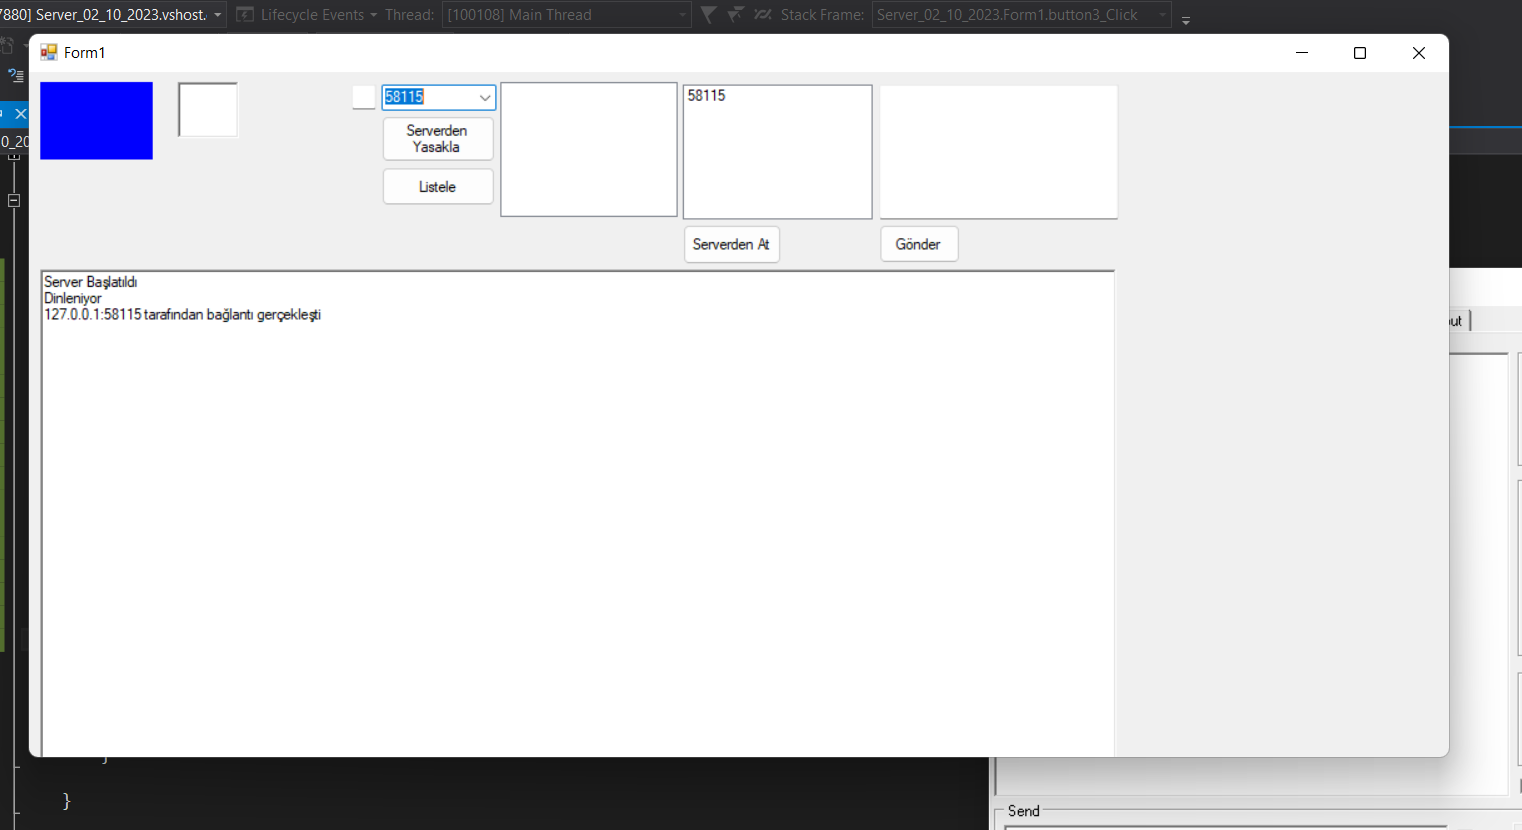 7880] Server_02_10_2023.vshost.
Lifecycle Events
Thread:
[100108] Main Thread
Stack Frame:
Server_02_10_2023.Form1.button3_Click
Form1
0_20
58115
58115
Serverden
Yasakla
Listele
Serverden At
Gönder
Server Başlatıldı
Dinleniyor
127.0.0.1:58115 tarafından bağlantı gerçekleşti
ut
}
}
Send